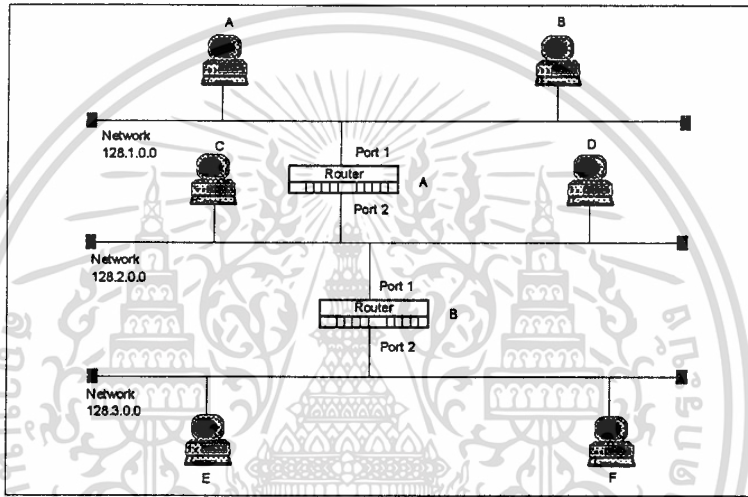 A
B
Network
128.1.0.0
Port 1
C
D
Router
A
Port 2
Network
128.2.0.0
Port 1
Router
B
Port 2
Network
128.3.0.0
E
F